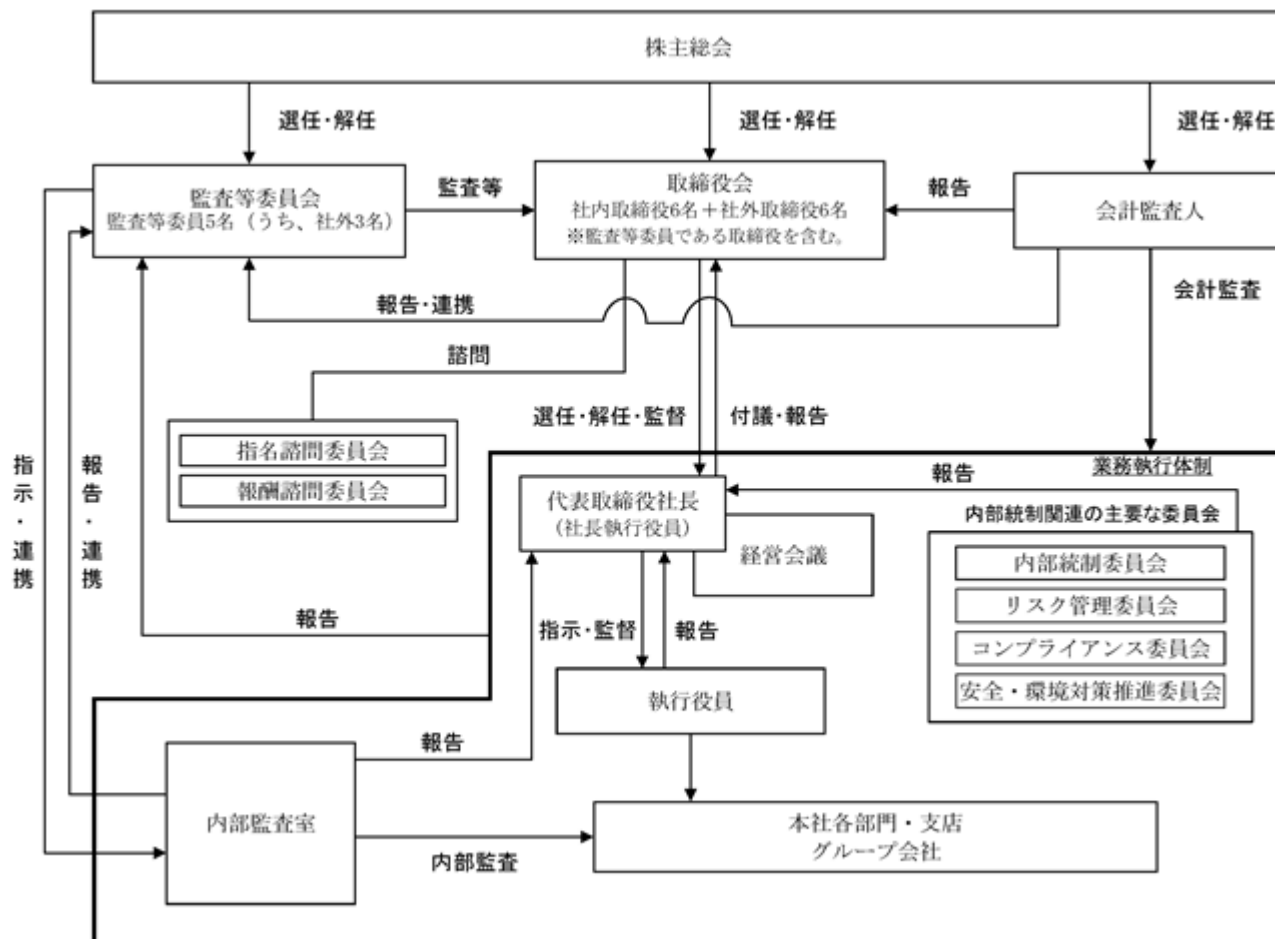 株主総会
選任・解任
選任・解任
選任・解任
監査等委員会
監査等委員5名（うち、社外3名）
監査等
取締役会
社内取締役6名＋社外取締役6名
※監査等委員である取締役を含む。
報告
会計監査人
会計監査
報告・連携
諮問
指名諮問委員会
報酬諮問委員会
選任・解任・監督
付議・報告
指示・連携
報告・連携
業務執行体制
報告
代表取締役社長
（社長執行役員）
経営会議
内部統制関連の主要な委員会
内部統制委員会
リスク管理委員会
コンプライアンス委員会
安全・環境対策推進委員会
報告
指示・監督
報告
執行役員
報告
内部監査室
内部監査
本社各部門・支店
グループ会社